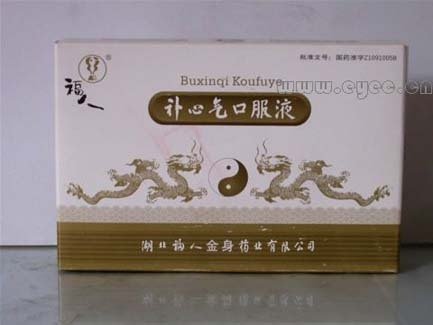 福人
®
批准文号：国药准字Z10910058
www.eyec.cn
Buxinqi Koufuye
补心气口服液
湖北福人金身药业有限公司